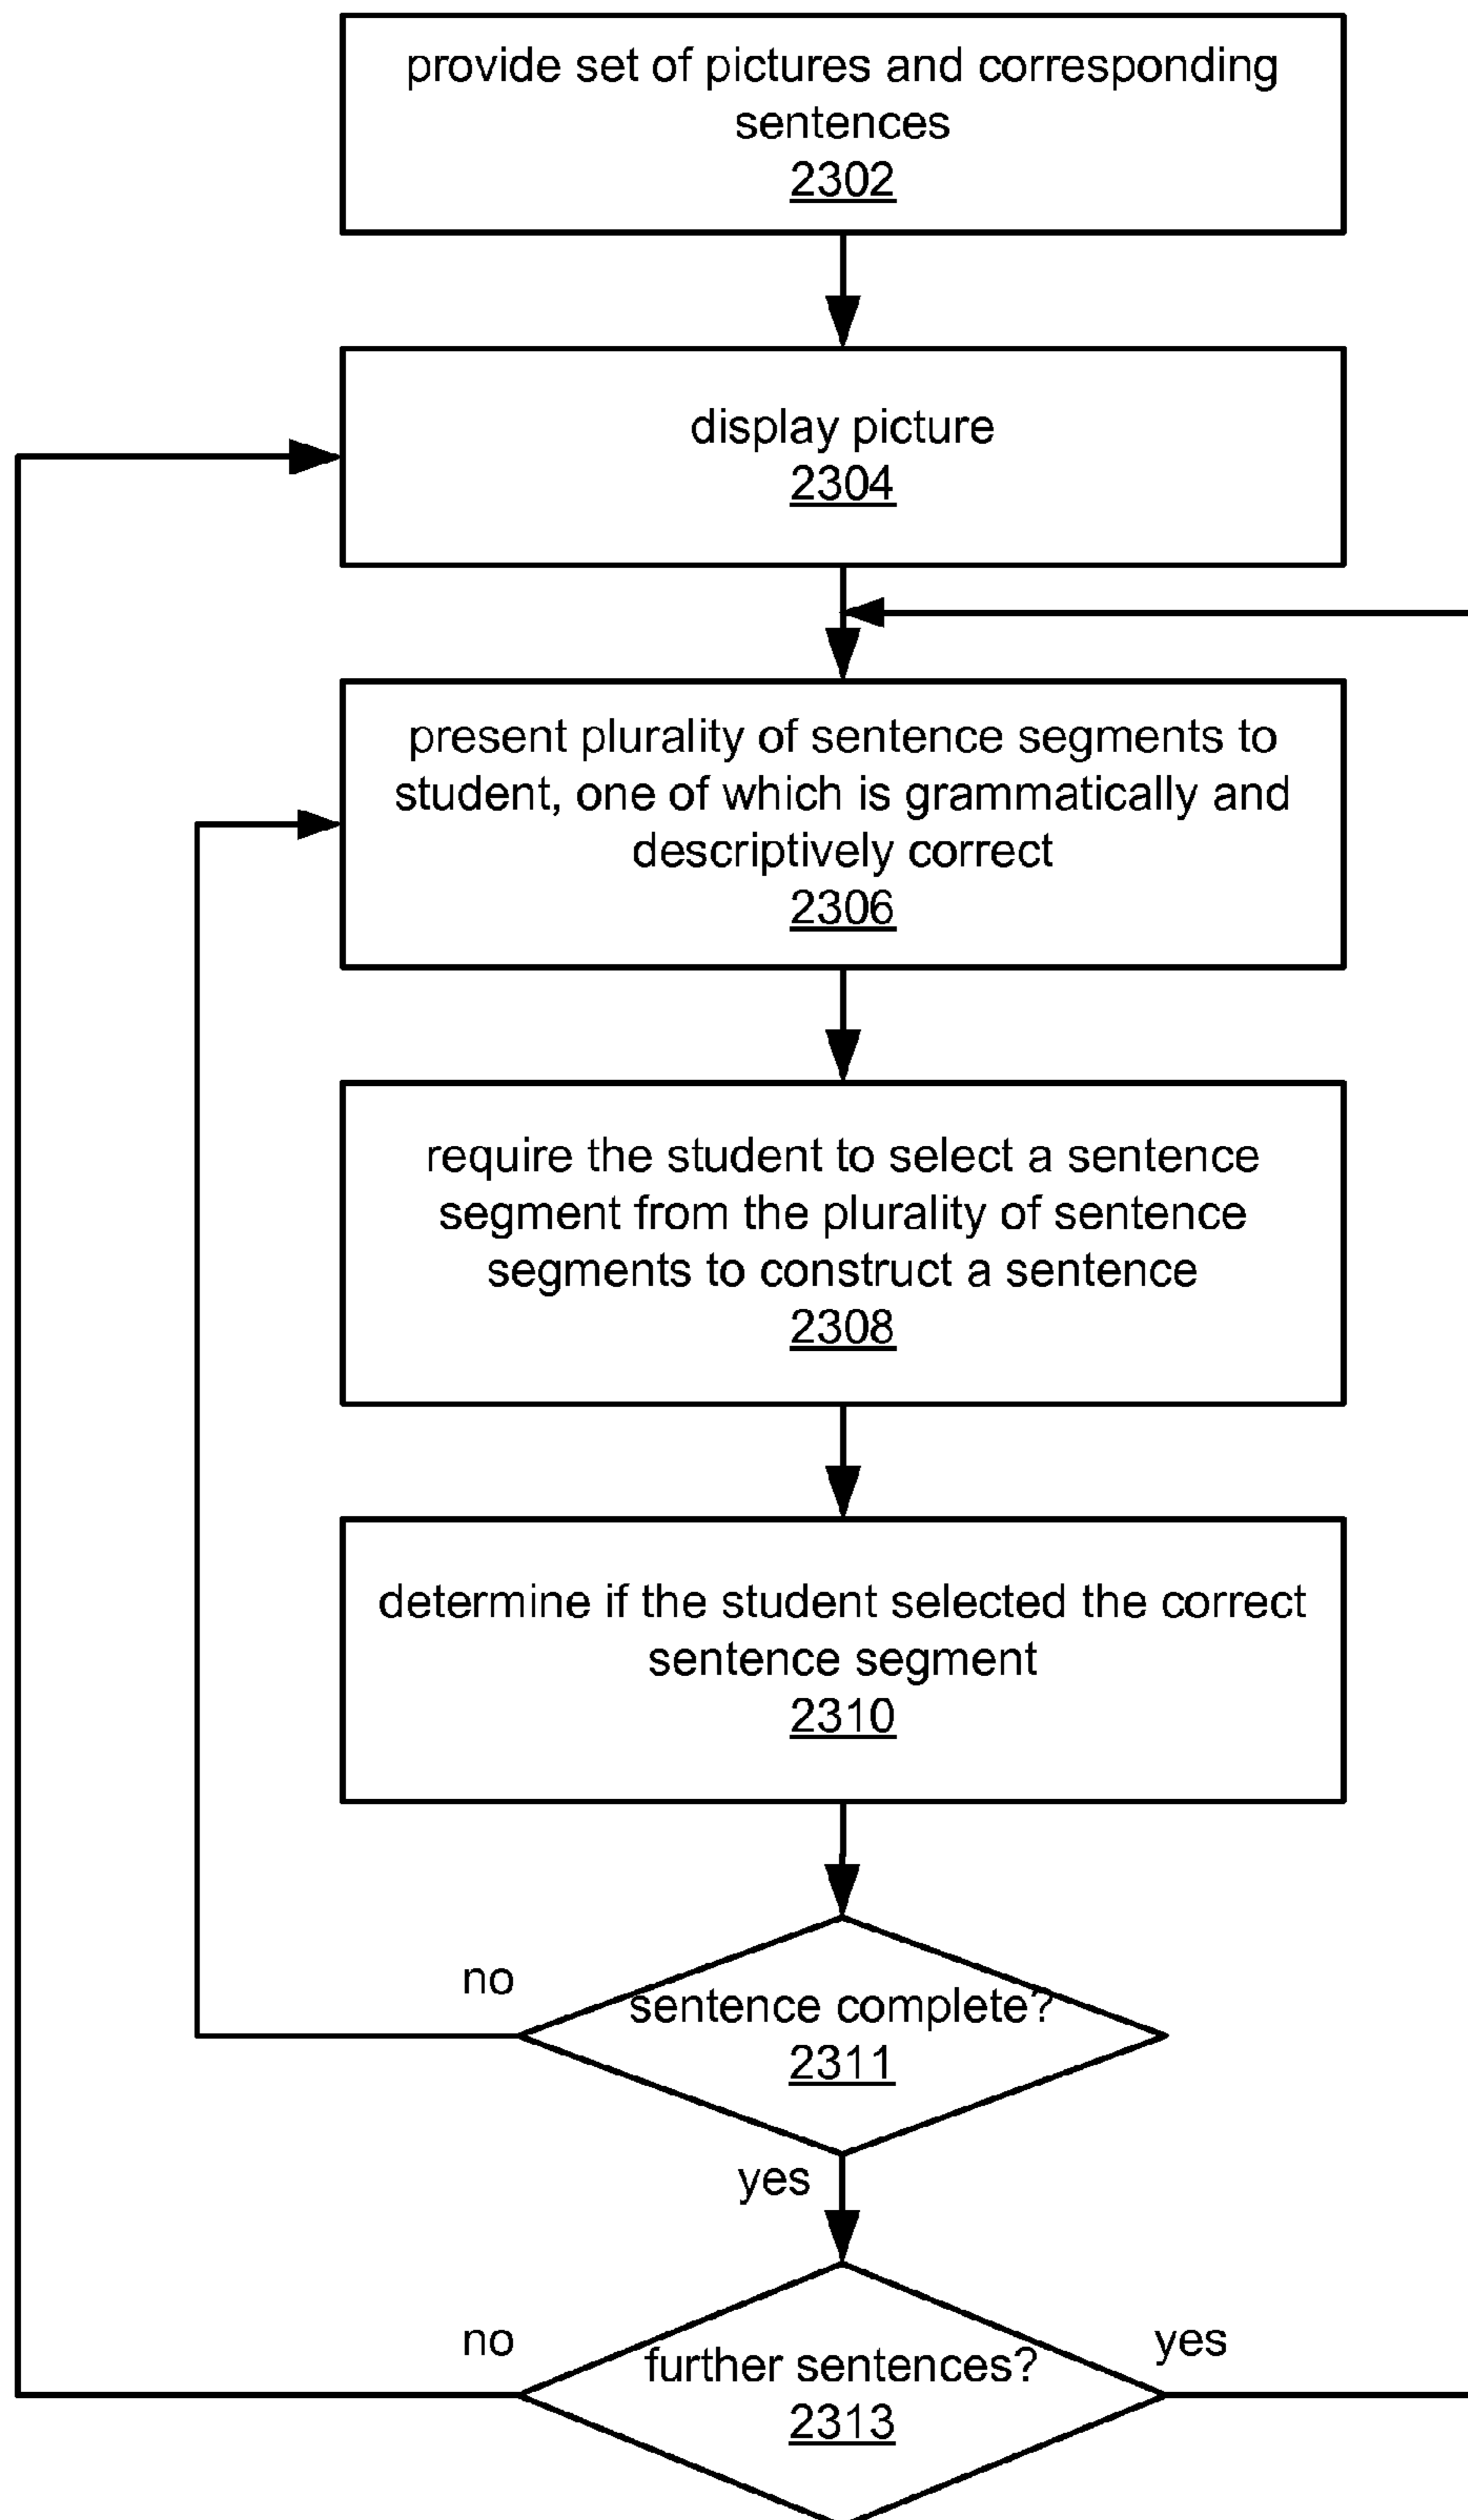 provide set of pictures and corresponding
sentences
2302
display picture
2304
present plurality of sentence segments to
student, one of which is grammatically and
descriptively correct
2306
require the student to select a sentence
segment from the plurality of sentence
segments to construct a sentence
2308
determine if the student selected the correct
sentence segment
2310
no
sentence complete?
2311
yes
no
further sentences?
yes
2313